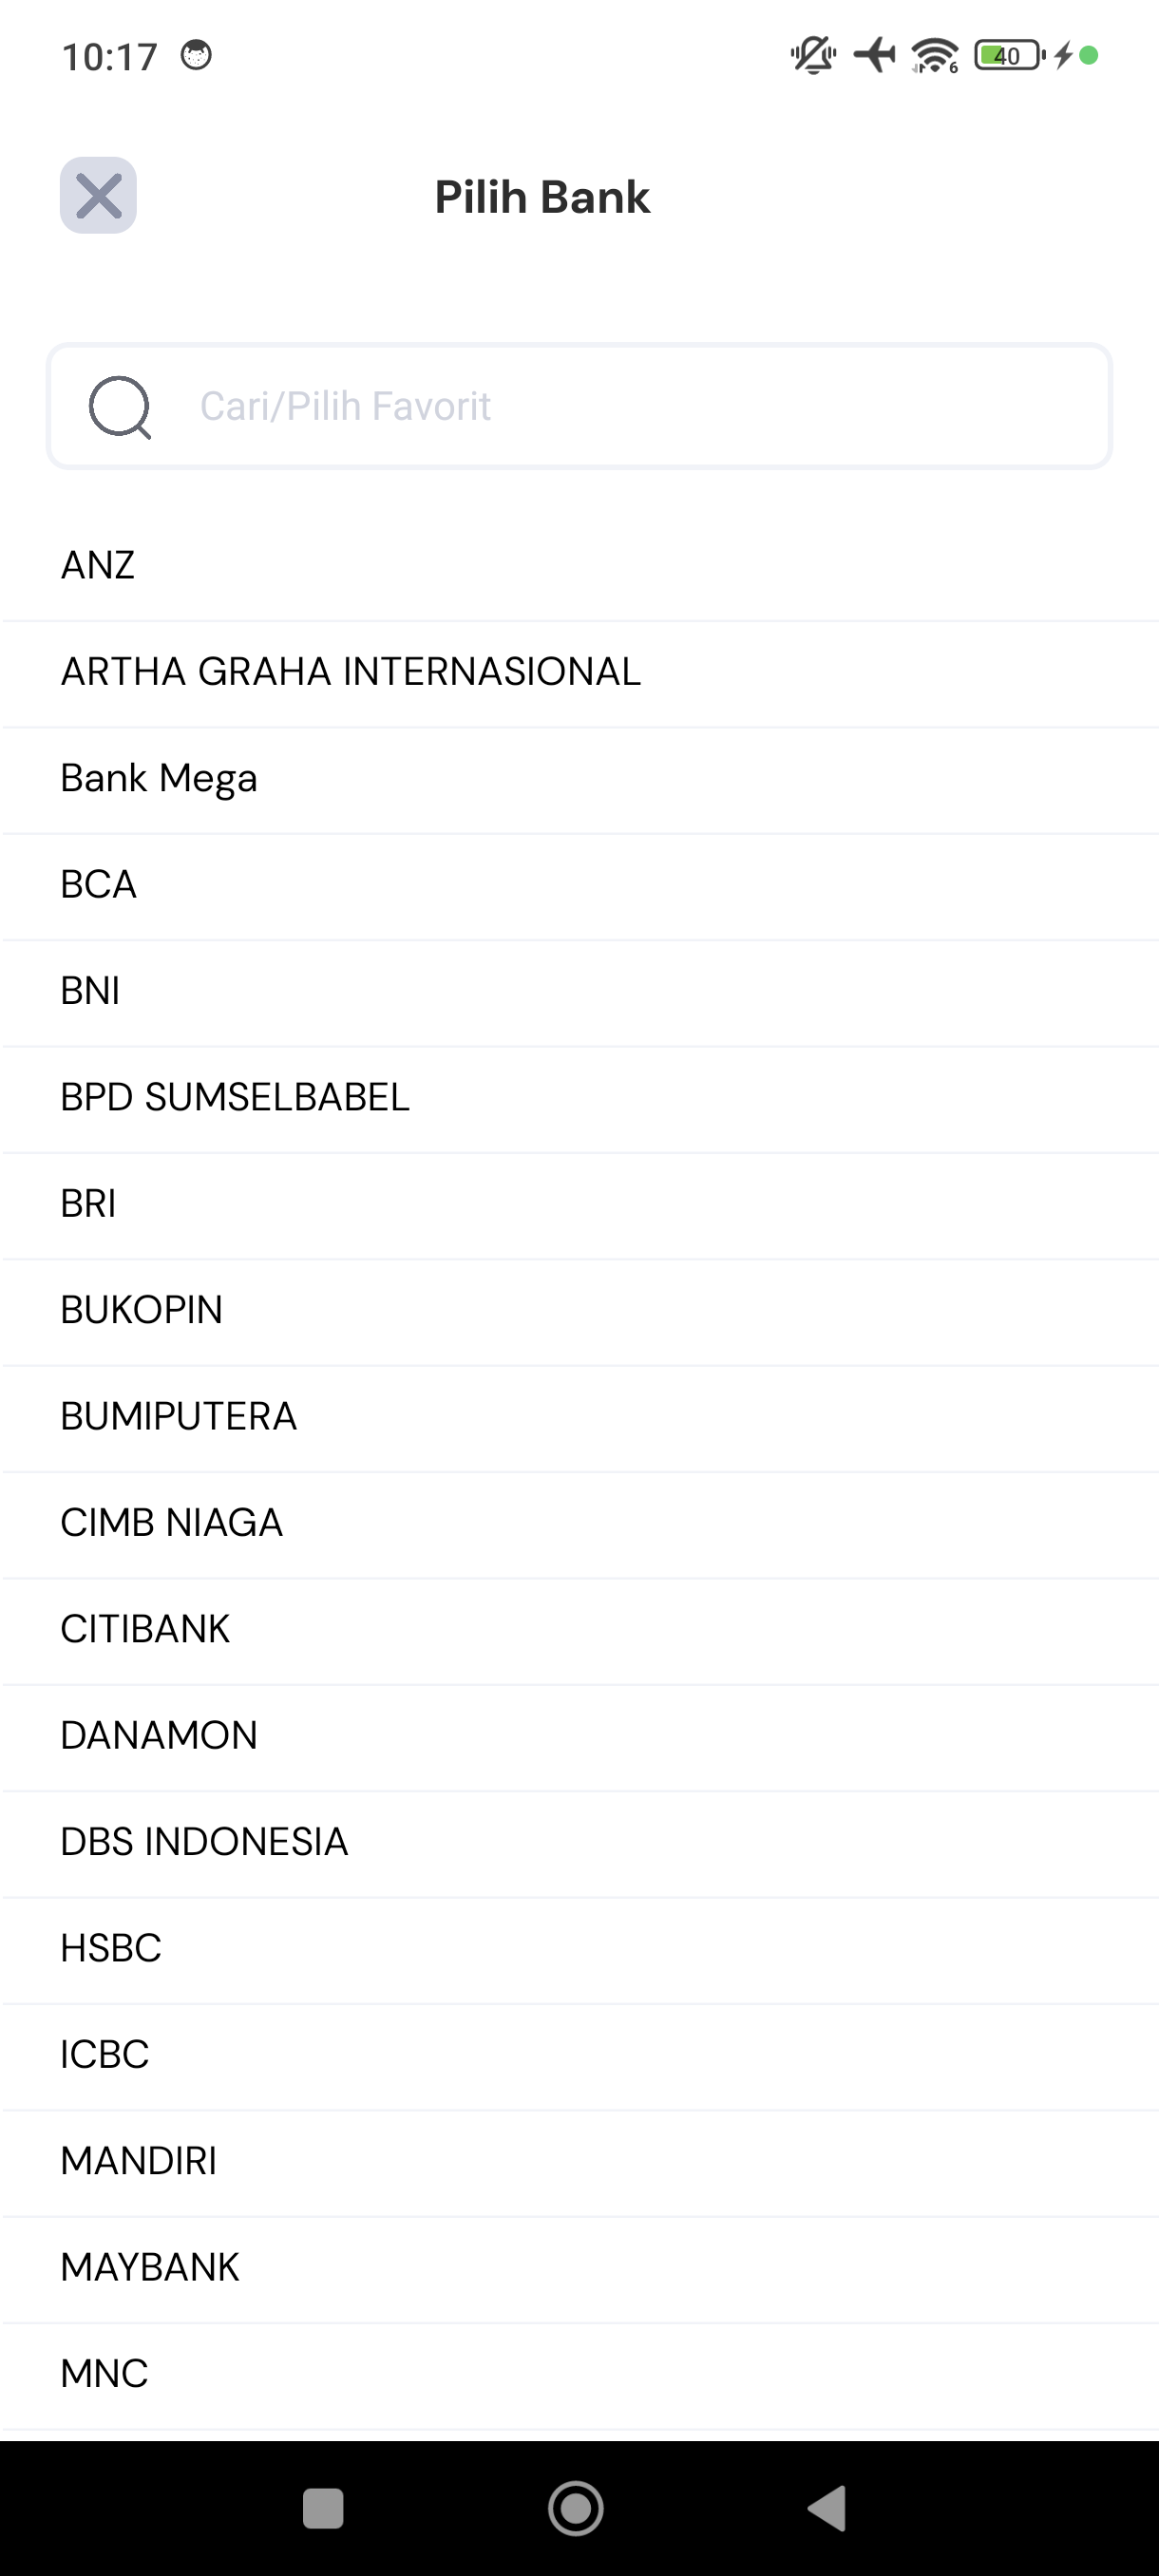 10:17
6
40
Pilih Bank
Cari/Pilih Favorit
ANZ
ARTHA GRAHA INTERNASIONAL
Bank Mega
BCA
BNI
BPD SUMSELBABEL
BRI
BUKOPIN
BUMIPUTERA
CIMB NIAGA
CITIBANK
DANAMON
DBS INDONESIA
HSBC
ICBC
MANDIRI
MAYBANK
MNC